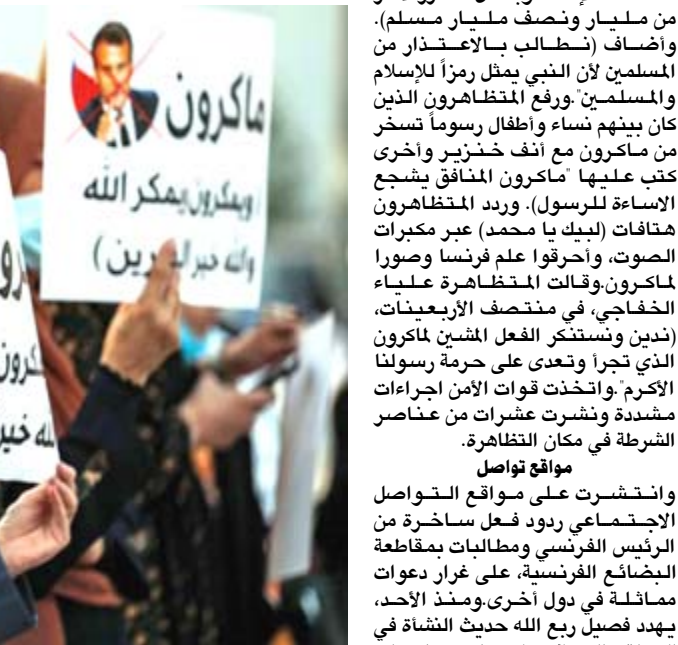 من مليار ونصف مليار مسلم).
وأضاف (نطالب بالاعتذار من
المسلمين لأن النبي يمثل رمزاً للإسلام
والمسلمين".ورفع المتظاهرون الذين
كان بينهم نساء وأطفال رسوماً تسخر
من ماكرون مع أنف خنزير وأخرى
كتب عليها "ماكرون المنافق يشجع
الاساءة للرسول). وردد المتظاهرون
هتافات (لبيك يا محمد) عبر مكبرات
الصوت، وأحرقوا علم فرنسا وصورا
لماكرون.وقالت المتظاهرة علياء
الخفاجي، في منتصف الأربعينات،
(ندين ونستنكر الفعل المشين لماكرون
الذي تجرأ وتعدى على حرمة رسولنا
الأكرم".واتخذت قوات الأمن اجراءات
مشددة ونشرت عشرات من عناصر
الشرطة في مكان التظاهرة.
مواقع تواصل
وانتشرت على مواقع التواصل
الاجتماعي ردود فعل ساخرة من
الرئيس الفرنسي ومطالبات بمقاطعة
البضائع الفرنسية، على غرار دعوات
مماثلة في دول أخرى.ومنذ الأحد،
يهدد فصيل ربع الله حديث النشأة في
ماكرون
( ويمكرون يمكر الله
والله خير
له خير